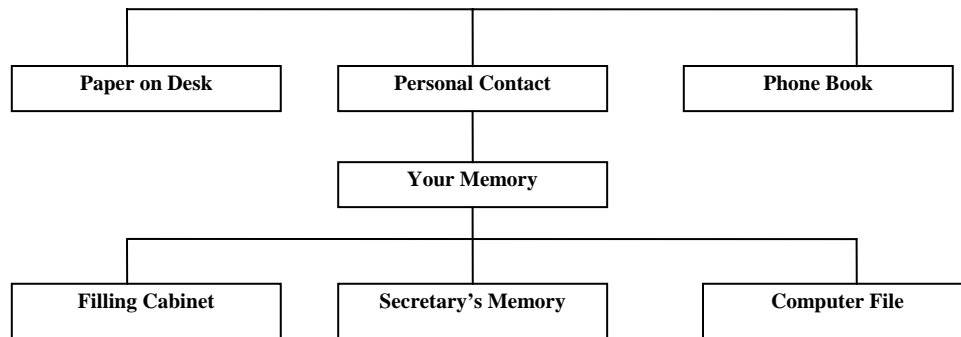 Paper on Desk
Personal Contact
Phone Book
Your Memory
Filling Cabinet
Secretary’s Memory
Computer File